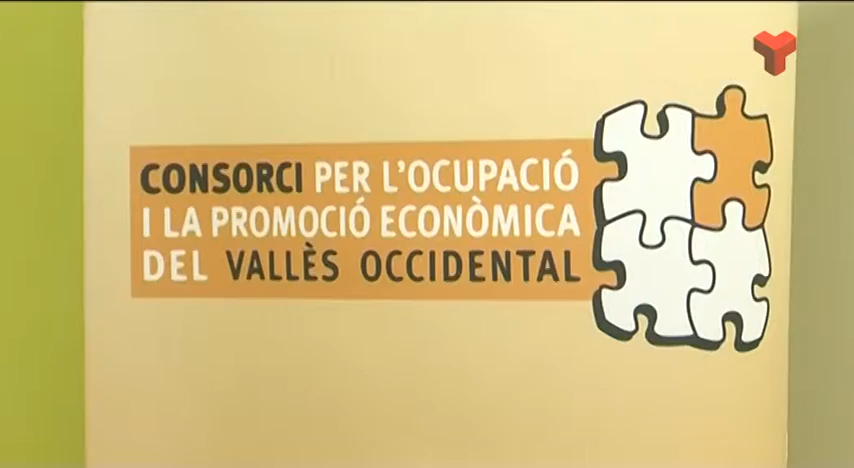 CONSORCI PER L'OCUPACIÓ
I LA PROMOCIÓ ECONÒMICA
DEL VALLÈS OCCIDENTAL